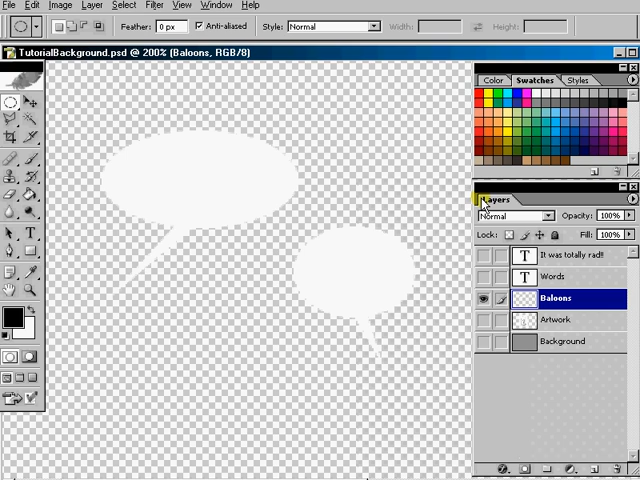 File Edit Image Layer Select Filter View Window Help
Feather: 0 px Anti-aliased Style: Normal Width: Height:
TutorialBackground.psd @ 200% (Baloons, RGB/8)
Color Swatches Styles
Layers
Normal Opacity: 100%
Lock: Fill: 100%
T It was totally rad!!
T Words
Baloons
Artwork
Background